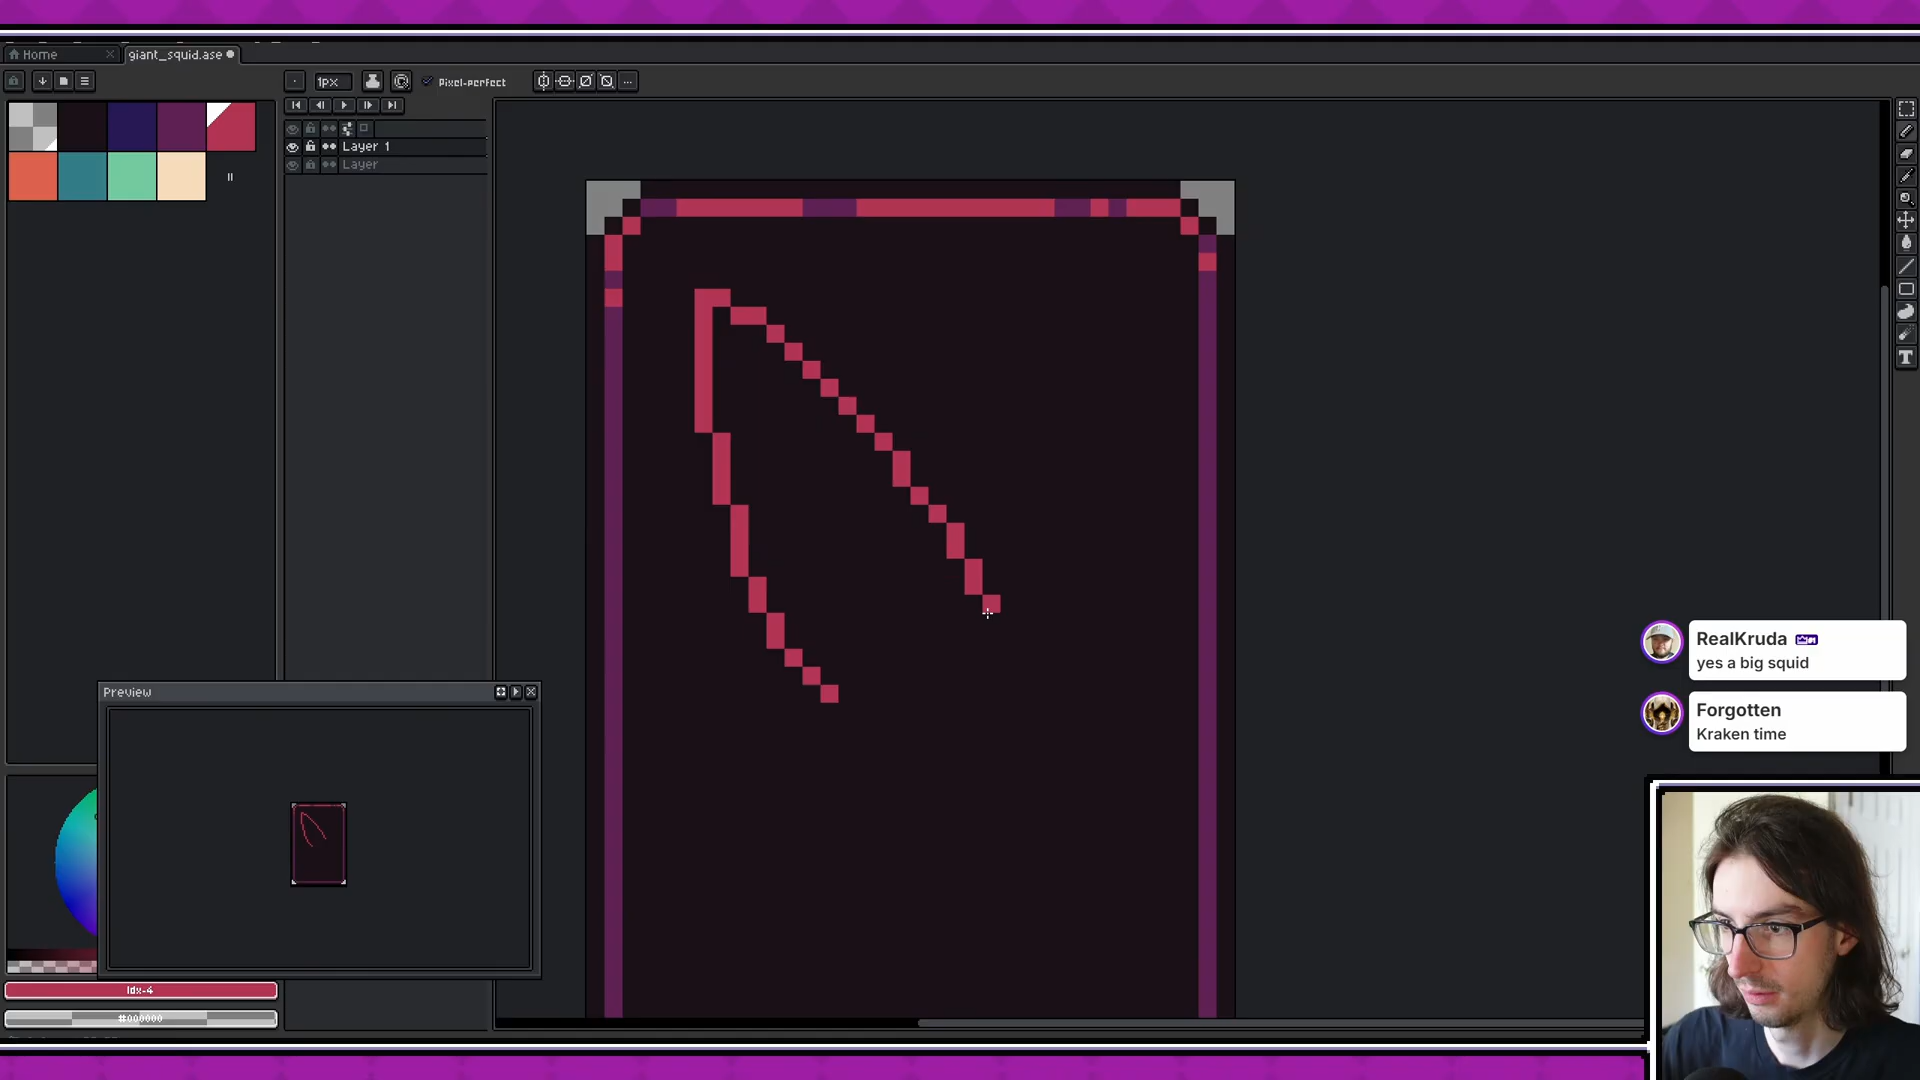 Home
giant_squid.ase
1px
Pixel-perfect
Layer 1
Layer
Preview
Idx-4
#000000
RealKruda
yes a big squid
Forgotten
Kraken time